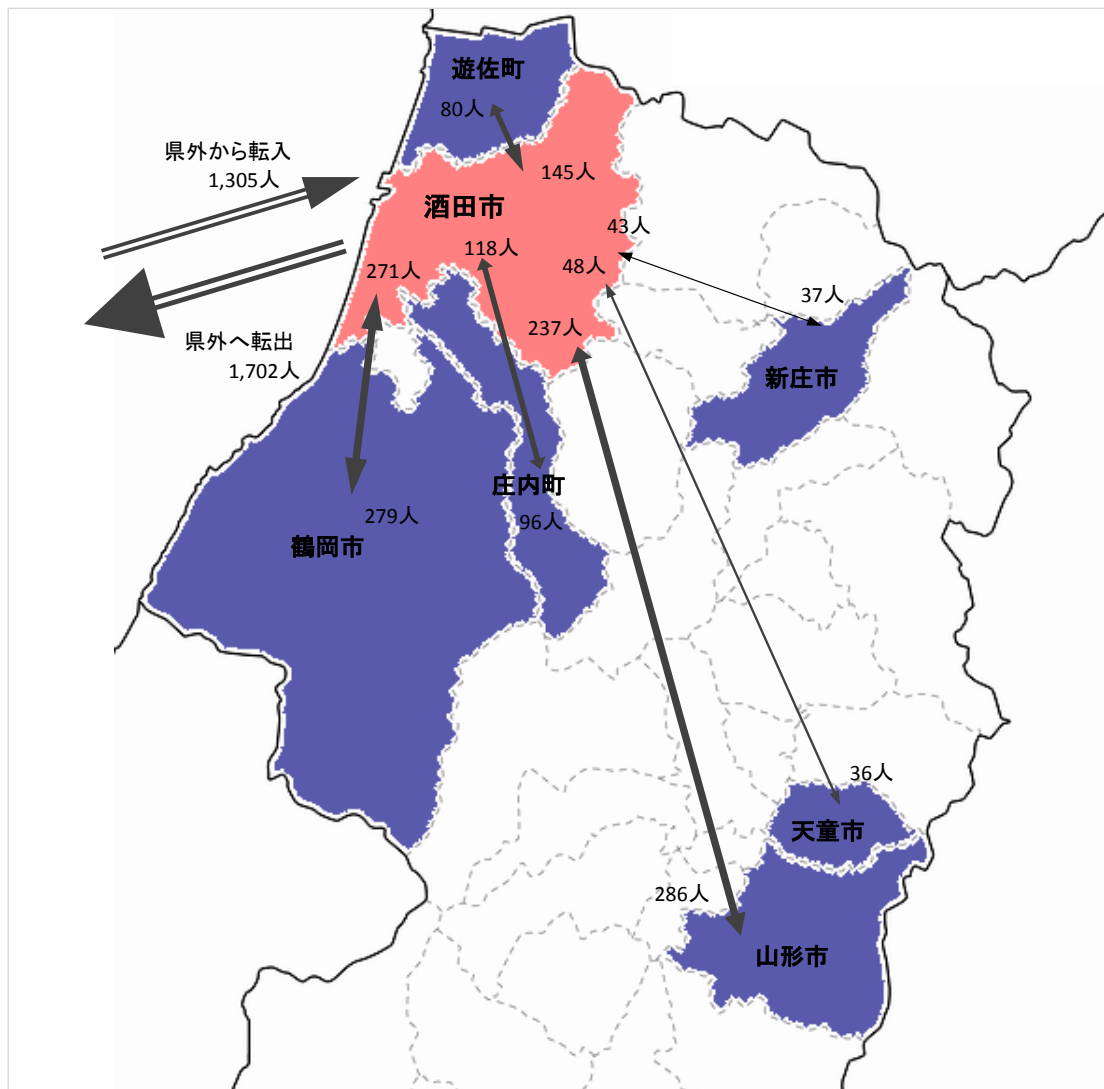 遊佐町
80人
県外から転入
1,305人
145人
酒田市
43人
118人
271人
48人
37人
237人
県外へ転出
1,702人
新庄市
庄内町
279人
96人
鶴岡市
36人
天童市
286人
山形市